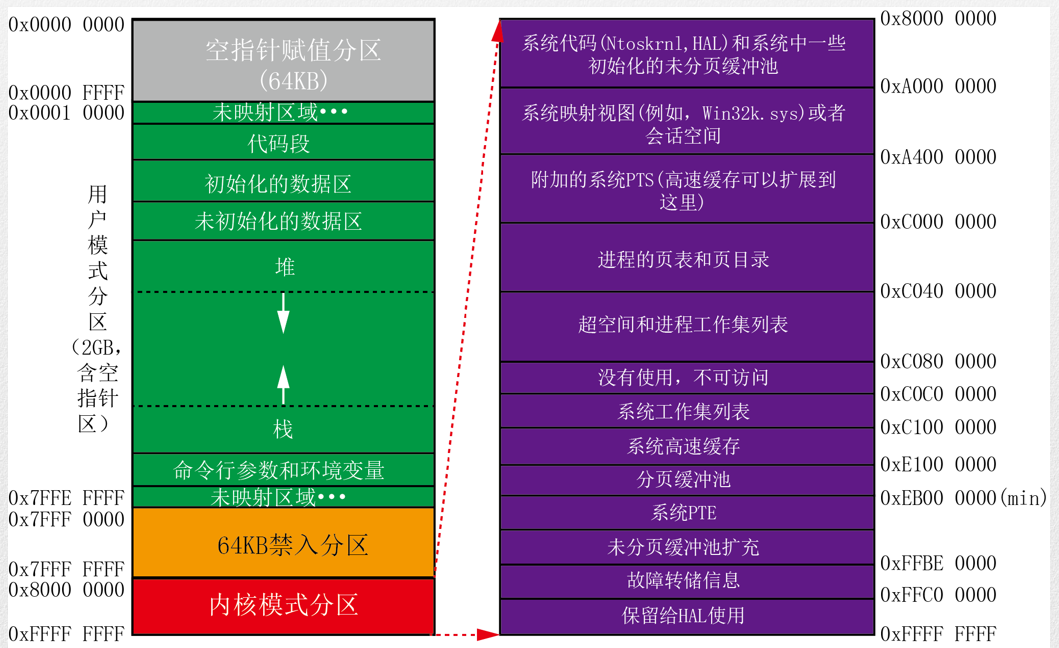 0x0000 0000
空指针赋值分区
(64KB)
0x0000 FFFF
0x0001 0000
未映射区域···
代码段
初始化的数据区
未初始化的数据区
堆
栈
命令行参数和环境变量
未映射区域···
用
户
模
式
分
区
(2GB,
含空
指针
区)
0x7FFE FFFF
0x7FFF 0000
64KB禁入分区
0x7FFF FFFF
0x8000 0000
内核模式分区
0xFFFF FFFF
0x8000 0000
系统代码(Ntoskrnl,HAL)和系统中一些
初始化的未分页缓冲池
0xA000 0000
系统映射视图(例如，Win32k.sys)或者
会话空间
0xA400 0000
附加的系统PTS(高速缓存可以扩展到
这里)
0xC000 0000
进程的页表和页目录
0xC040 0000
超空间和进程工作集列表
0xC080 0000
没有使用，不可访问
0xC0C0 0000
系统工作集列表
0xC100 0000
系统高速缓存
0xE100 0000
分页缓冲池
0xEB00 0000(min)
系统PTE
未分页缓冲池扩充
0xFFBE 0000
故障转储信息
0xFFC0 0000
保留给HAL使用
0xFFFF FFFF